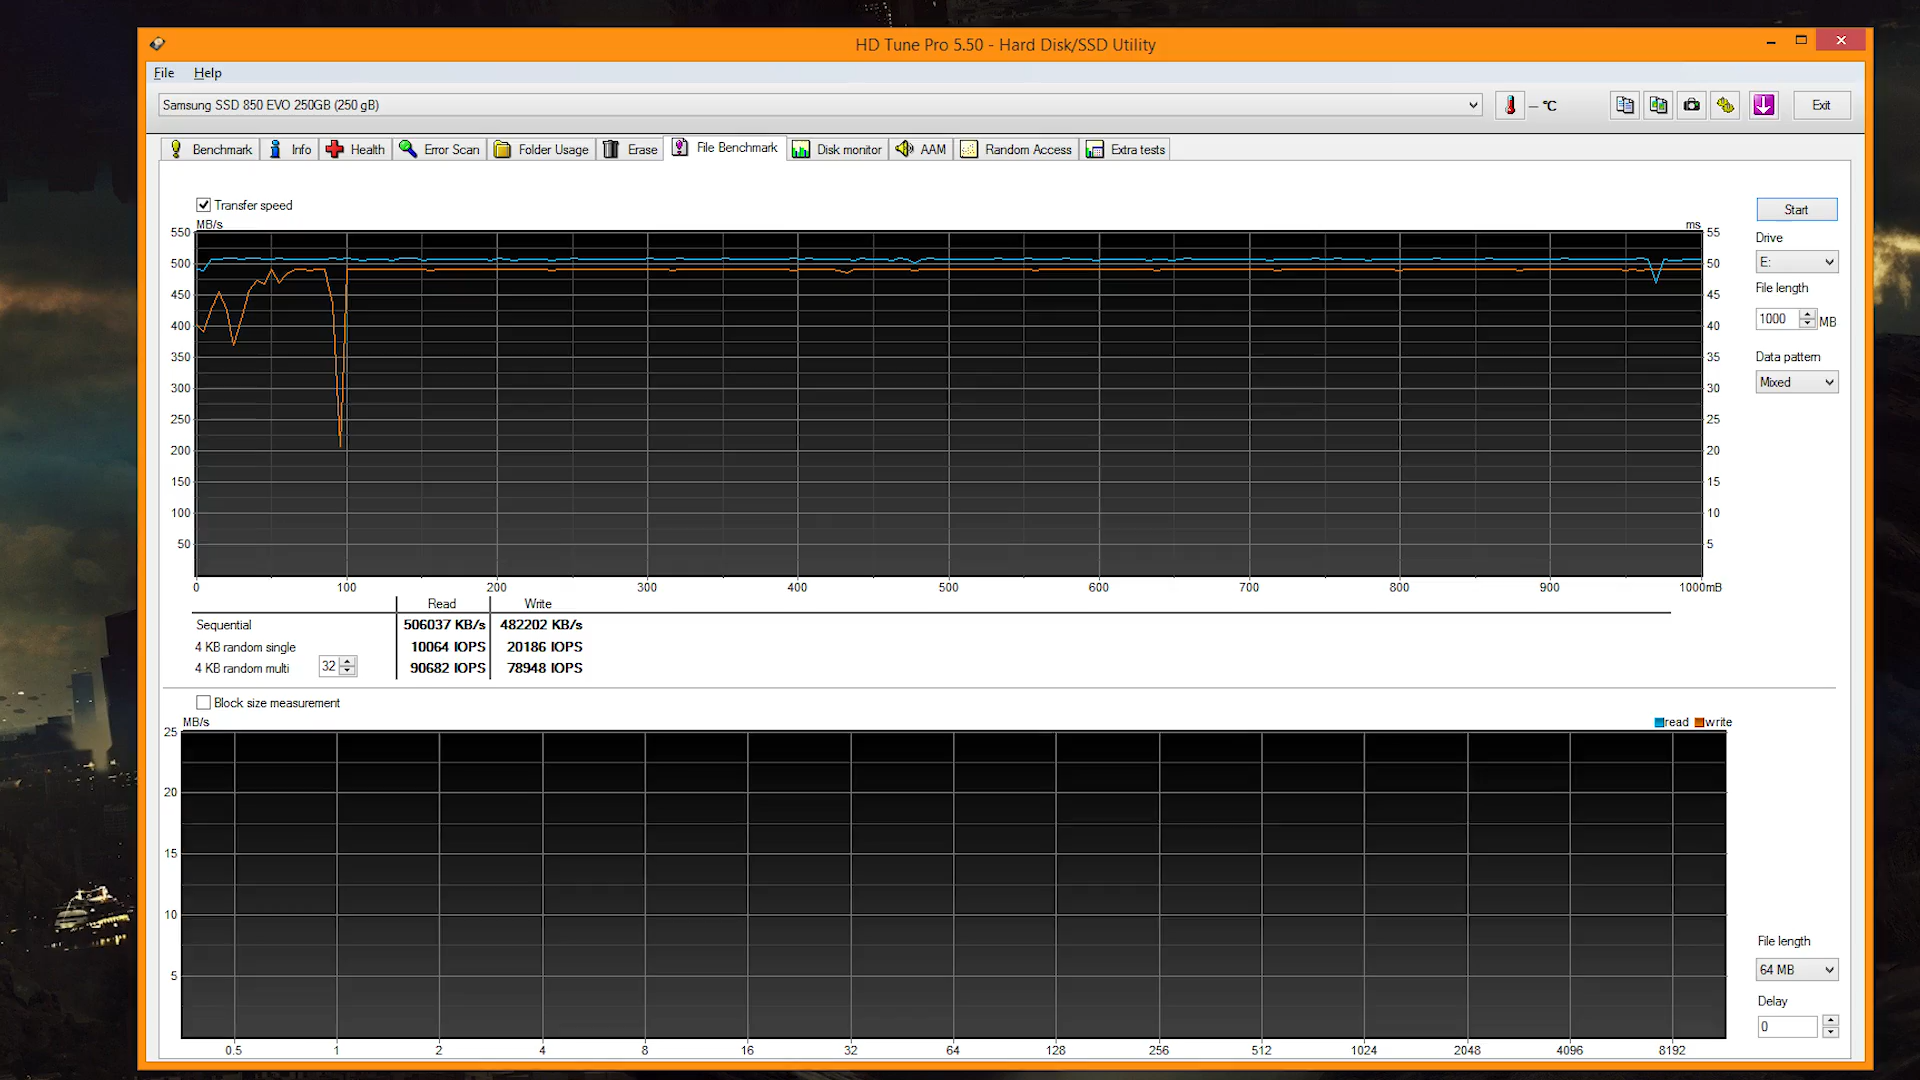 HD Tune Pro 5.50 - Hard Disk/SSD Utility
File Help
Samsung SSD 850 EVO 250GB (250 gB)
– °C
Exit
Benchmark Info Health Error Scan Folder Usage Erase File Benchmark Disk monitor AAM Random Access Extra tests
Transfer speed
Start
MB/s
ms
550
500
450
400
350
300
250
200
150
100
50
55
50
45
40
35
30
25
20
15
10
5
0 100 200 300 400 500 600 700 800 900 1000mB
Drive
E:
File length
1000 MB
Data pattern
Mixed
Read Write
Sequential 506037 KB/s 482202 KB/s
4 KB random single 10064 IOPS 20186 IOPS
4 KB random multi 32 90682 IOPS 78948 IOPS
Block size measurement
MB/s
read write
25
20
15
10
5
0.5 1 2 4 8 16 32 64 128 256 512 1024 2048 4096 8192
File length
64 MB
Delay
0